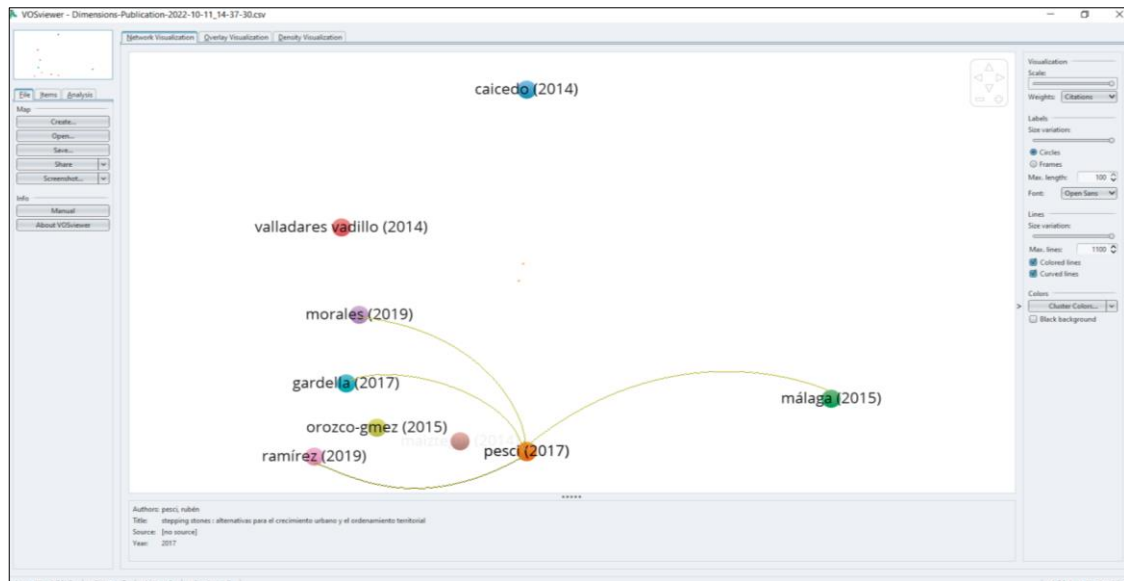 VOSviewer - Dimensions-Publication-2022-10-11_14-37-30.csv
Network Visualization Overlay Visualization Density Visualization
File Items Analysis
Map
Create...
Open...
Save...
Share
Screenshot...
Info
Manual
About VOSviewer
caicedo (2014)
valladares vadillo (2014)
morales (2019)
gardella (2017)
málaga (2015)
orozco-gmez (2015)
pesci (2017)
ramírez (2019)
Visualization
Scale:
Weights: Citations
Labels
Size variation:
Circles
Frames
Max. length: 100
Font: Open Sans
Lines
Size variation:
Max. lines: 1100
Colored lines
Curved lines
Colors
Cluster Colors...
Black background
Authors: pesci, rubén
Title: stepping stones : alternativas para el crecimiento urbano y el ordenamiento territorial
Source: [no source]
Year: 2017